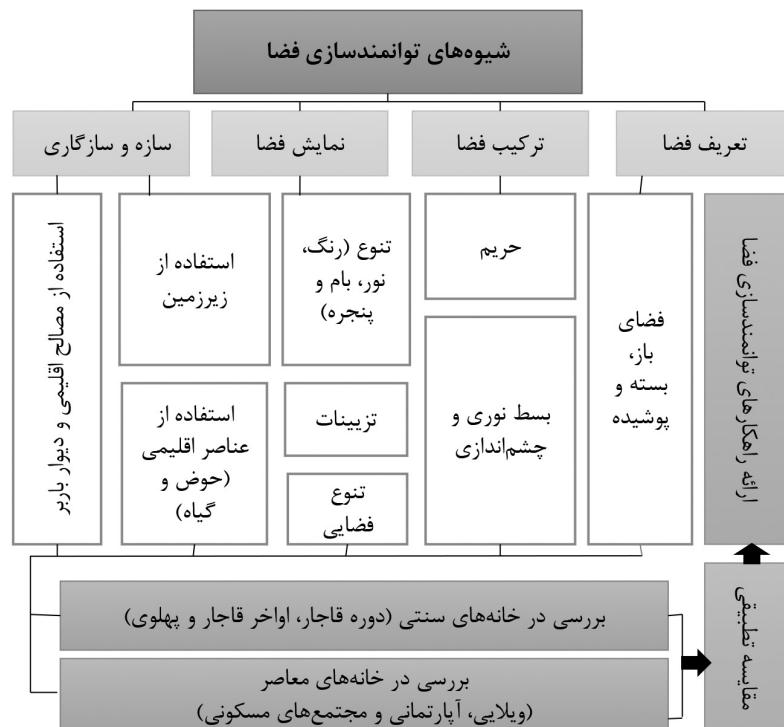 شیوه‌های توانمندسازی فضا
تعریف فضا
ترکیب فضا
نمایش فضا
سازه و سازگاری
ارائه راهکارهای توانمندسازی فضا
فضای
باز،
بسته و
پوشیده
حریم
بسط نوری و
چشم‌اندازی
تنوع (رنگ،
نور، بام و
پنجره)
تزیینات
تنوع
فضایی
استفاده از
زیرزمین
استفاده از
عناصر اقلیمی
(حوض و
گیاه)
استفاده از مصالح اقلیمی و دیوار باربر
مقایسه تطبیقی
بررسی در خانه‌های سنتی (دوره قاجار، اواخر قاجار و پهلوی)
بررسی در خانه‌های معاصر
(ویلایی، آپارتمانی و مجتمع‌های مسکونی)